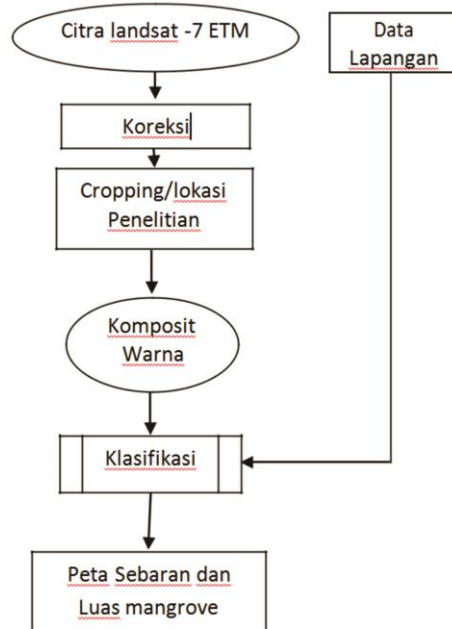 Citra landsat -7 ETM
Data
Lapangan
Koreksi
Cropping/lokasi
Penelitian
Komposit
Warna
Klasifikasi
Peta Sebaran dan
Luas mangrove